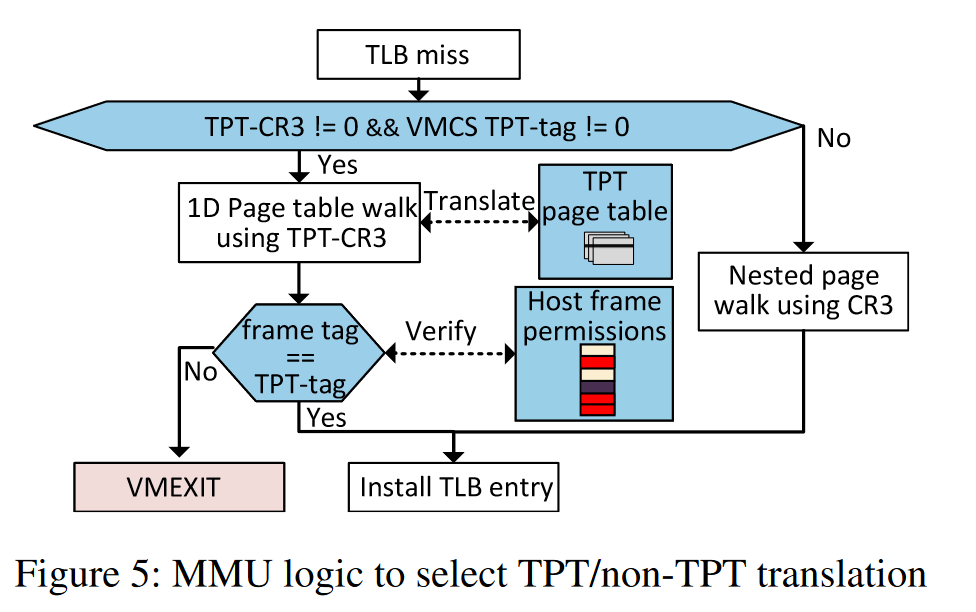 TLB miss
TPT-CR3 != 0 && VMCS TPT-tag != 0
No
Yes
1D Page table walk
using TPT-CR3
Translate
TPT
page table
Nested page
walk using CR3
frame tag
==
TPT-tag
Verify
Host frame
permissions
No
Yes
VMEXIT
Install TLB entry
Figure 5: MMU logic to select TPT/non-TPT translation